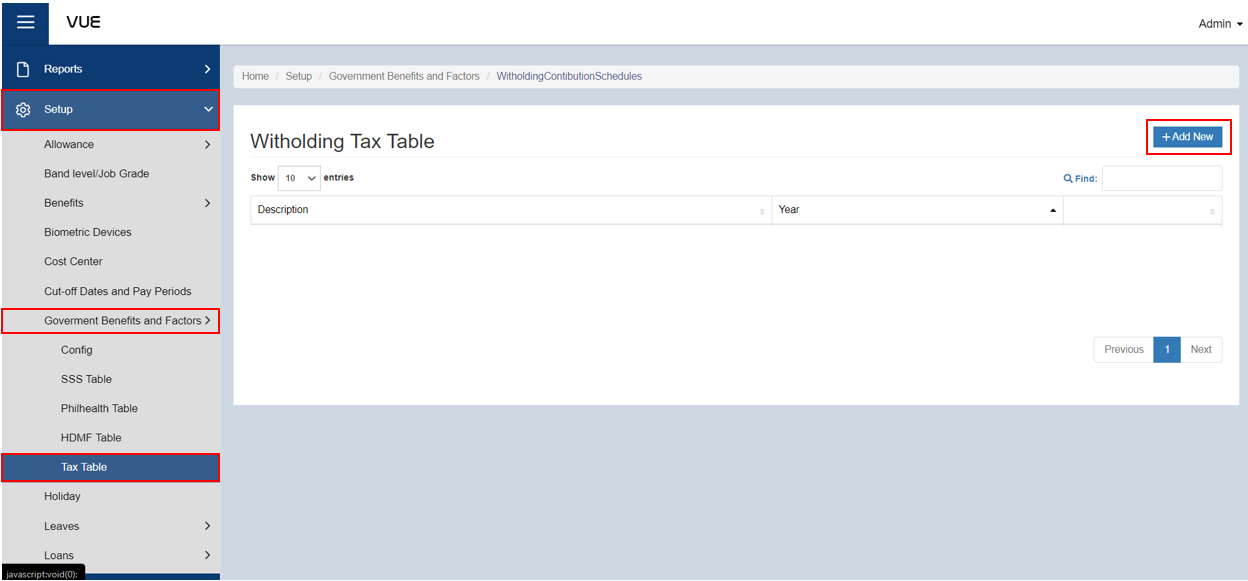 VUE
Admin
Reports
Setup
Allowance
Band level/Job Grade
Benefits
Biometric Devices
Cost Center
Cut-off Dates and Pay Periods
Goverment Benefits and Factors
Config
SSS Table
Philhealth Table
HDMF Table
Tax Table
Holiday
Leaves
Loans
javascript:void(0);
Home / Setup / Government Benefits and Factors / WitholdingContibutionSchedules
Witholding Tax Table
+ Add New
Show 10 entries
Find:
Description Year
Previous 1 Next